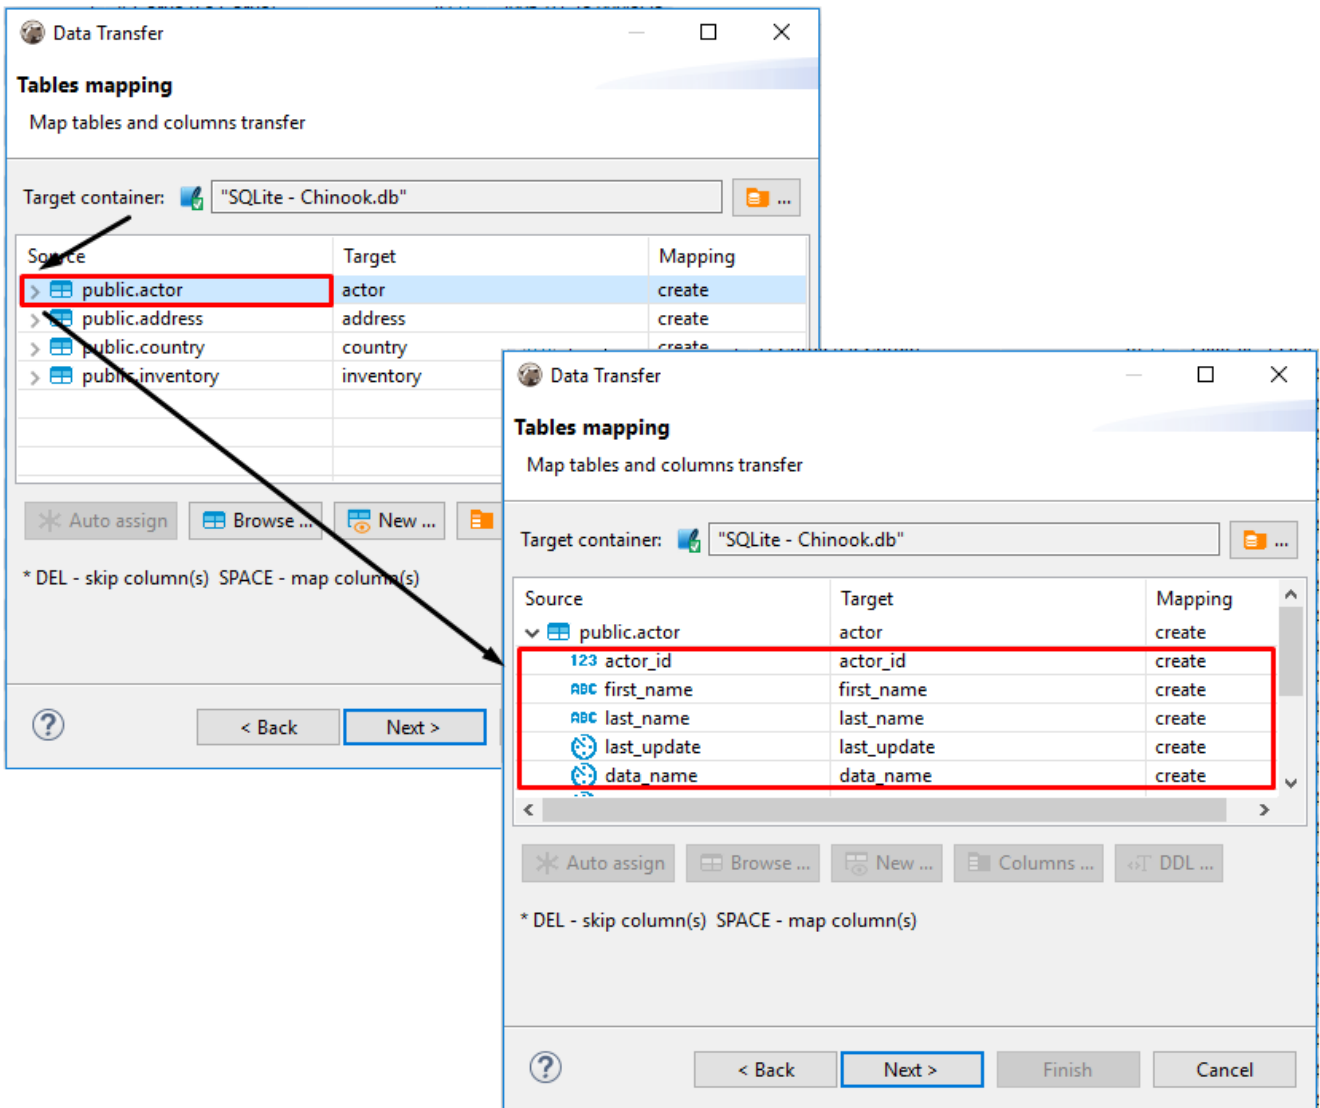 Data Transfer
Tables mapping
Map tables and columns transfer
Target container: "SQLite - Chinook.db" ...
Source Target Mapping
public.actor actor create
public.address address create
public.country country create
public.inventory inventory
Auto assign Browse ... New ...
* DEL - skip column(s) SPACE - map column(s)
< Back Next >
Data Transfer
Tables mapping
Map tables and columns transfer
Target container: "SQLite - Chinook.db" ...
Source Target Mapping
public.actor actor create
123 actor_id actor_id create
ABC first_name first_name create
ABC last_name last_name create
last_update last_update create
data_name data_name create
Auto assign Browse ... New ... Columns ... DDL ...
* DEL - skip column(s) SPACE - map column(s)
< Back Next > Finish Cancel